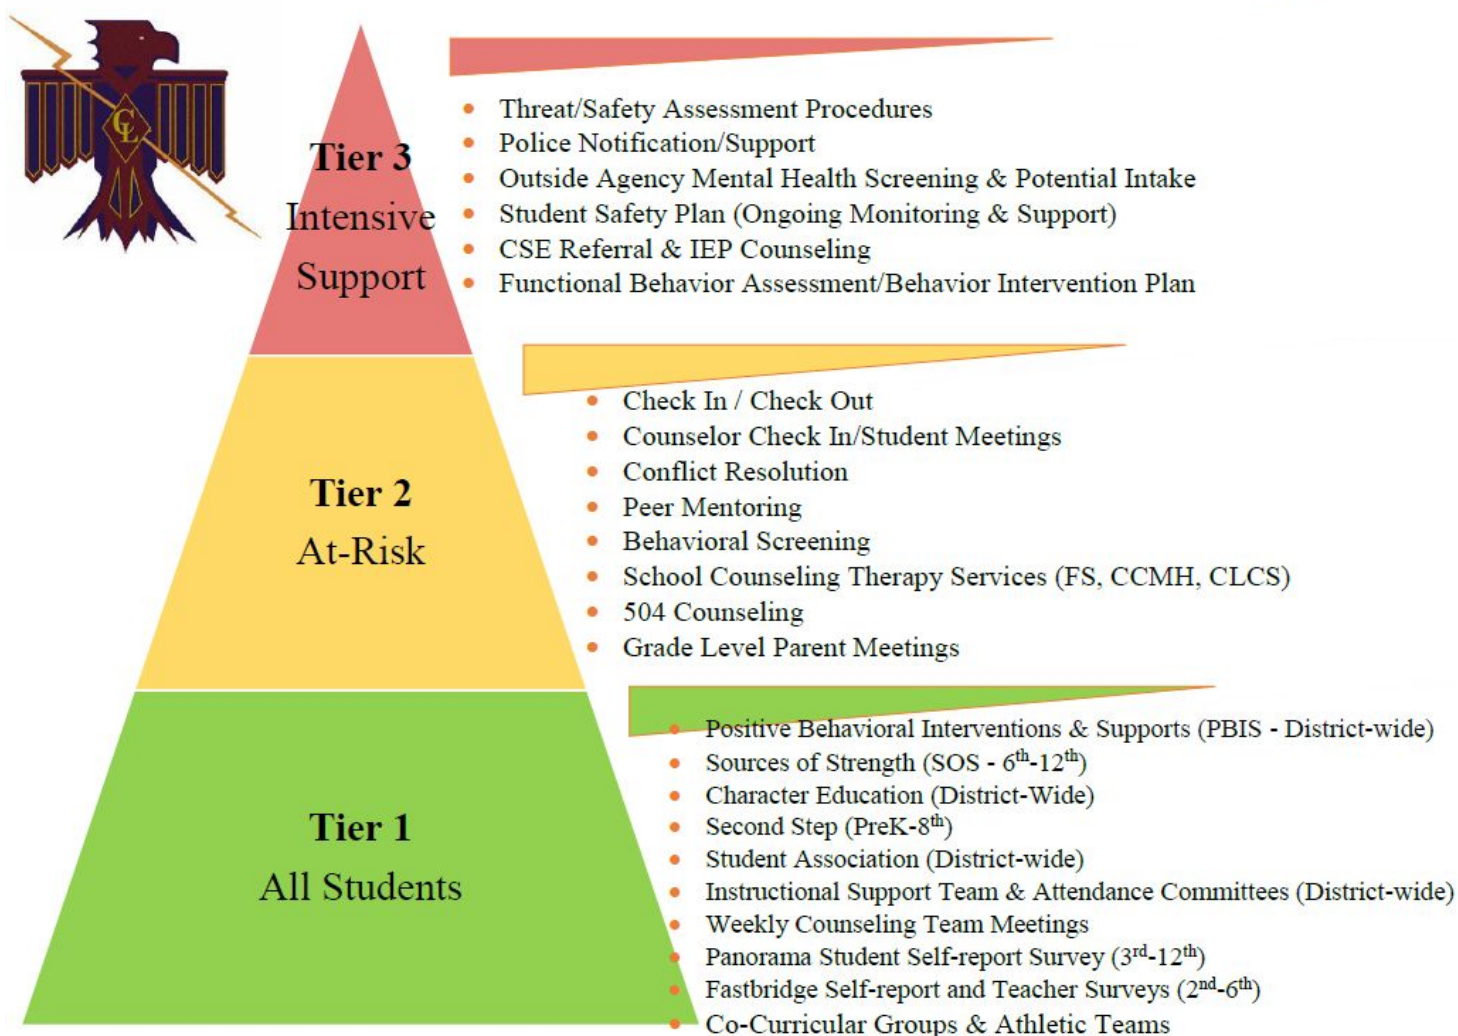 CL
Tier 3
Intensive
Support
• Threat/Safety Assessment Procedures
• Police Notification/Support
• Outside Agency Mental Health Screening & Potential Intake
• Student Safety Plan (Ongoing Monitoring & Support)
• CSE Referral & IEP Counseling
• Functional Behavior Assessment/Behavior Intervention Plan
Tier 2
At-Risk
• Check In / Check Out
• Counselor Check In/Student Meetings
• Conflict Resolution
• Peer Mentoring
• Behavioral Screening
• School Counseling Therapy Services (FS, CCMH, CLCS)
• 504 Counseling
• Grade Level Parent Meetings
Tier 1
All Students
• Positive Behavioral Interventions & Supports (PBIS - District-wide)
• Sources of Strength (SOS - 6th-12th)
• Character Education (District-Wide)
• Second Step (PreK-8th)
• Student Association (District-wide)
• Instructional Support Team & Attendance Committees (District-wide)
• Weekly Counseling Team Meetings
• Panorama Student Self-report Survey (3rd-12th)
• Fastbridge Self-report and Teacher Surveys (2nd-6th)
• Co-Curricular Groups & Athletic Teams